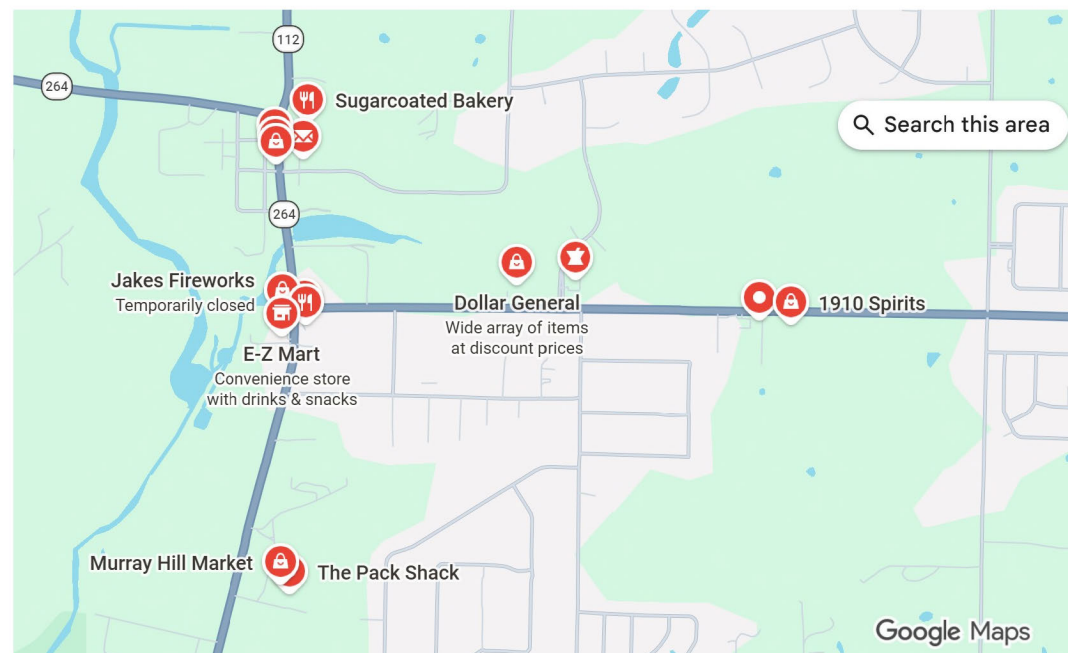 112
264
Sugarcoated Bakery
Search this area
264
Jakes Fireworks
Temporarily closed
Dollar General
Wide array of items
at discount prices
1910 Spirits
E-Z Mart
Convenience store
with drinks & snacks
Murray Hill Market
The Pack Shack
Google Maps